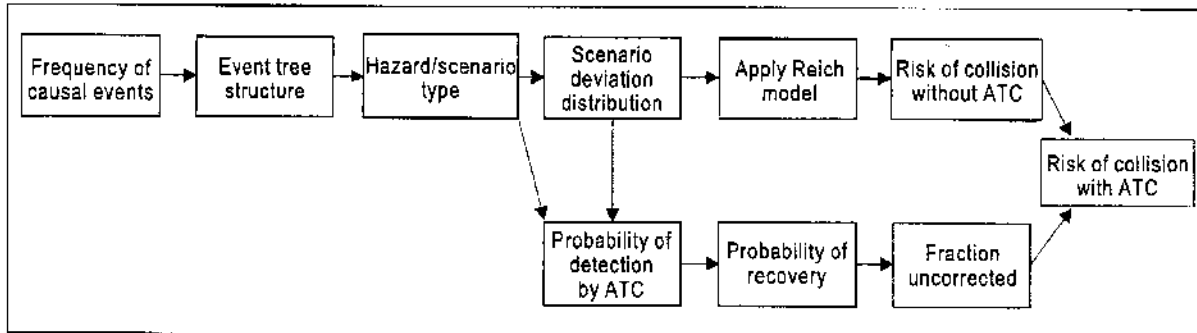 Frequency of
causal events
Event tree
structure
Hazard/scenario
type
Scenario
deviation
distribution
Apply Reich
model
Risk of collision
without ATC
Risk of collision
with ATC
Probability of
detection
by ATC
Probability of
recovery
Fraction
uncorrected